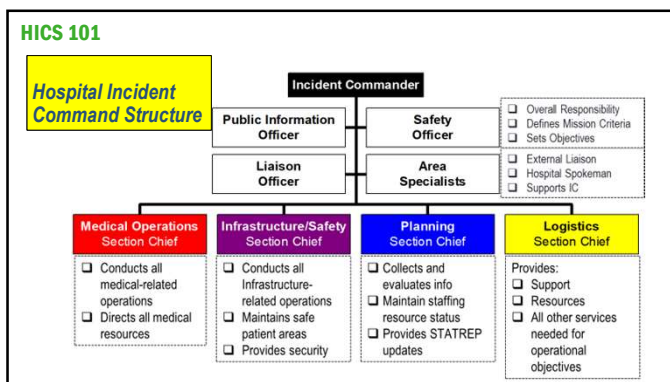 HICS 101
Hospital Incident
Command Structure
Incident Commander
Public Information
Officer
Safety
Officer
❑ Overall Responsibility
❑ Defines Mission Criteria
❑ Sets Objectives
Liaison
Officer
Area
Specialists
❑ External Liaison
❑ Hospital Spokeman
❑ Supports IC
Medical Operations
Section Chief
❑ Conducts all
medical-related
operations
❑ Directs all medical
resources
Infrastructure/Safety
Section Chief
❑ Conducts all
Infrastructure-
related operations
❑ Maintains safe
patient areas
❑ Provides security
Planning
Section Chief
❑ Collects and
evaluates info
❑ Maintain staffing
resource status
❑ Provides STATREP
updates
Logistics
Section Chief
Provides:
❑ Support
❑ Resources
❑ All other services
needed for
operational
objectives